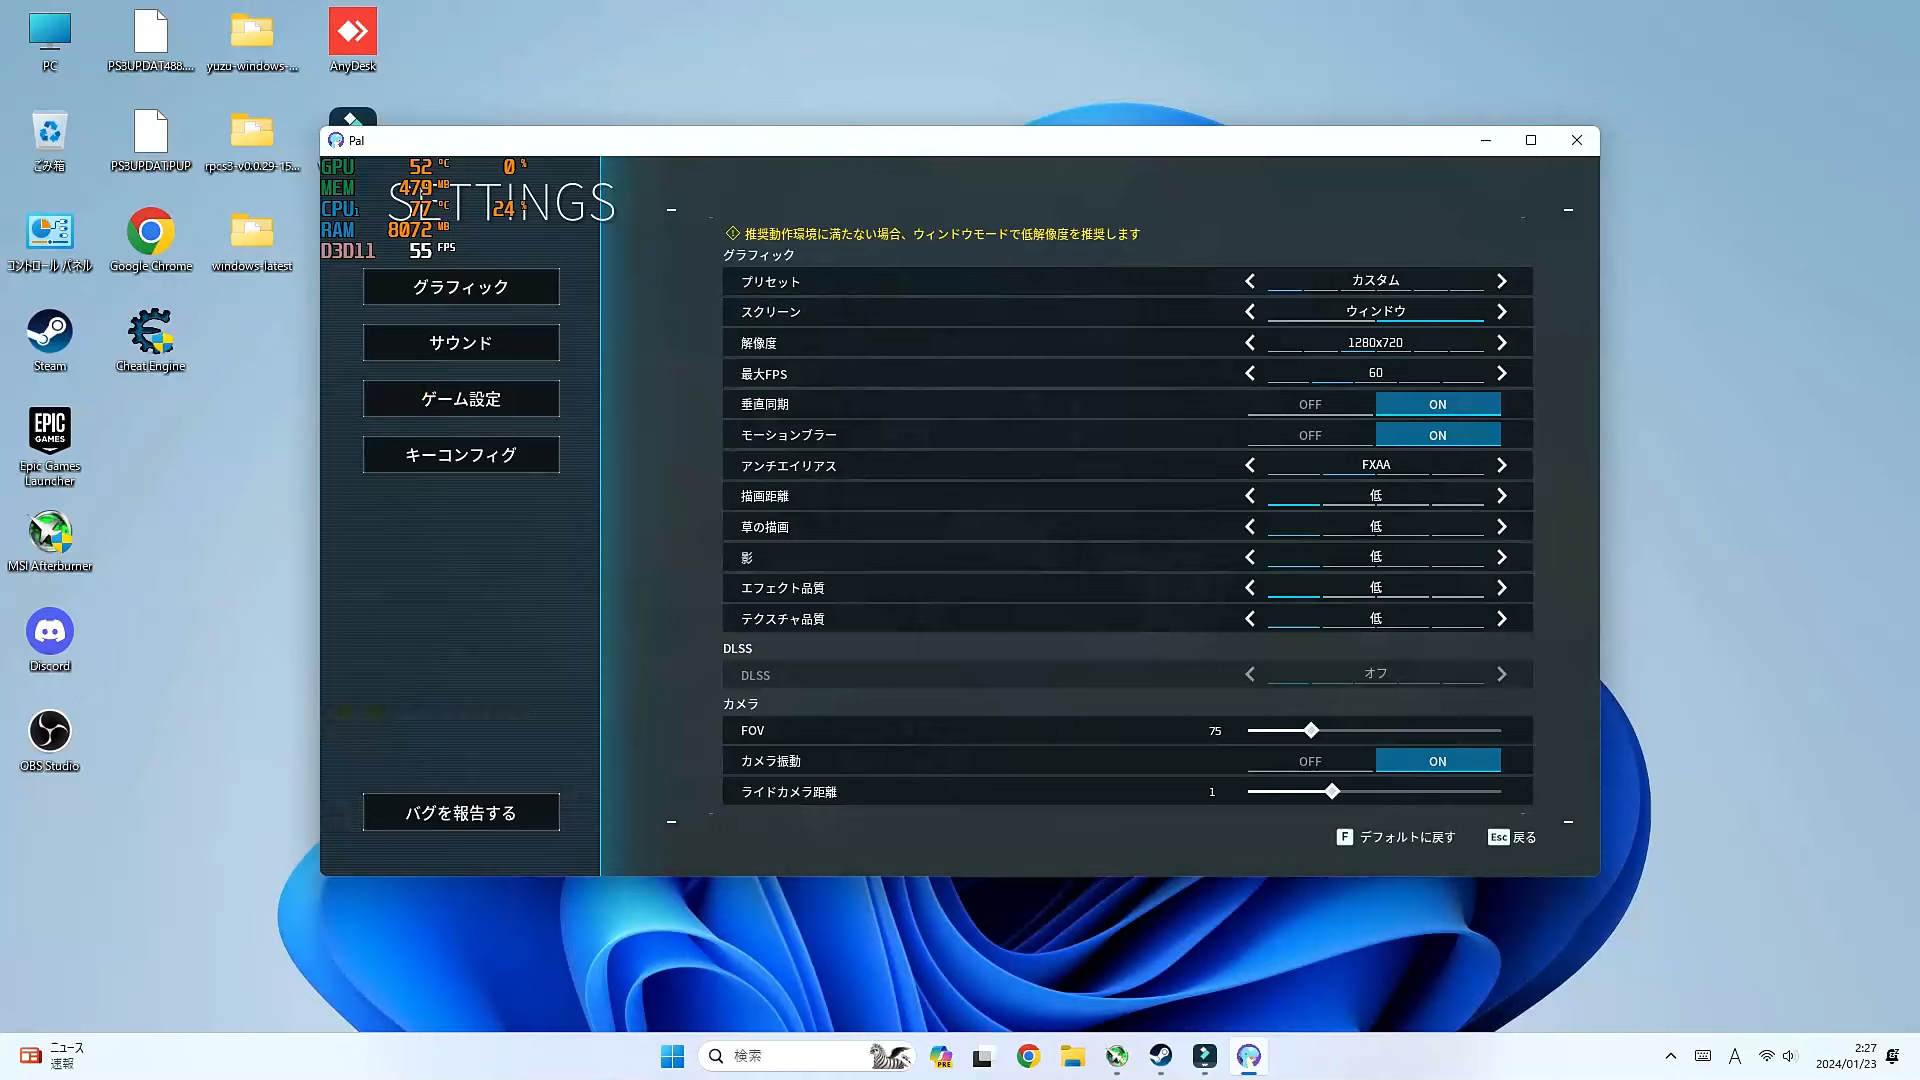 PC
PS3UPDAT488....
yuzu-windows-...
AnyDesk
ごみ箱
PS3UPDAT.PUP
rpcs3-v0.0.29-15...
コントロール パネル
Google Chrome
windows-latest
Steam
Cheat Engine
EPIC
GAMES
Epic Games
Launcher
MSI Afterburner
Discord
OBS Studio
Pal
GPU 52 °C 0 %
MEM 479 MB
CPU1 77 °C 24 %
RAM 8072 MB
D3D11 55 FPS
SETTINGS
グラフィック
サウンド
ゲーム設定
キーコンフィグ
バグを報告する
推奨動作環境に満たない場合、ウィンドウモードで低解像度を推奨します
グラフィック
プリセット カスタム
スクリーン ウィンドウ
解像度 1280x720
最大FPS 60
垂直同期 OFF ON
モーションブラー OFF ON
アンチエイリアス FXAA
描画距離 低
草の描画 低
影 低
エフェクト品質 低
テクスチャ品質 低
DLSS
DLSS オフ
カメラ
FOV 75
カメラ振動 OFF ON
ライドカメラ距離 1
F デフォルトに戻す Esc 戻る
ニュース
速報
検索
PRE
A
2:27
2024/01/23